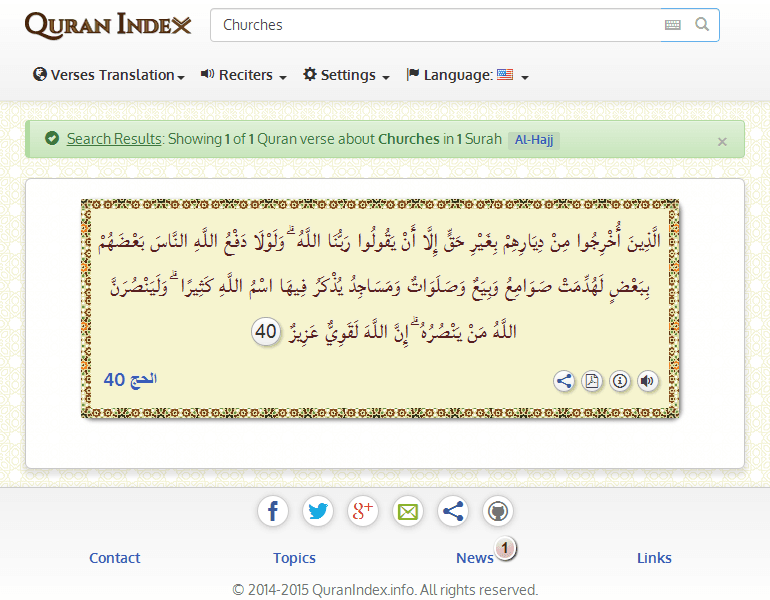 QURAN INDEX
Churches
Verses Translation Reciters Settings Language:
Search Results: Showing 1 of 1 Quran verse about Churches in 1 Surah Al-Hajj ×
الَّذِينَ أُخْرِجُوا مِنْ دِيَارِهِمْ بِغَيْرِ حَقٍّ إِلَّا أَنْ يَقُولُوا رَبُّنَا اللَّهُ ۗ وَلَوْلَا دَفْعُ اللَّهِ النَّاسَ بَعْضَهُمْ
بِبَعْضٍ لَهُدِّمَتْ صَوَامِعُ وَبِيَعٌ وَصَلَوَاتٌ وَمَسَاجِدُ يُذْكَرُ فِيهَا اسْمُ اللَّهِ كَثِيرًا ۗ وَلَيَنْصُرَنَّ
اللَّهُ مَنْ يَنْصُرُهُ ۗ إِنَّ اللَّهَ لَقَوِيٌّ عَزِيزٌ 40
الحج 40
Contact Topics News 1 Links
© 2014-2015 QuranIndex.info. All rights reserved.